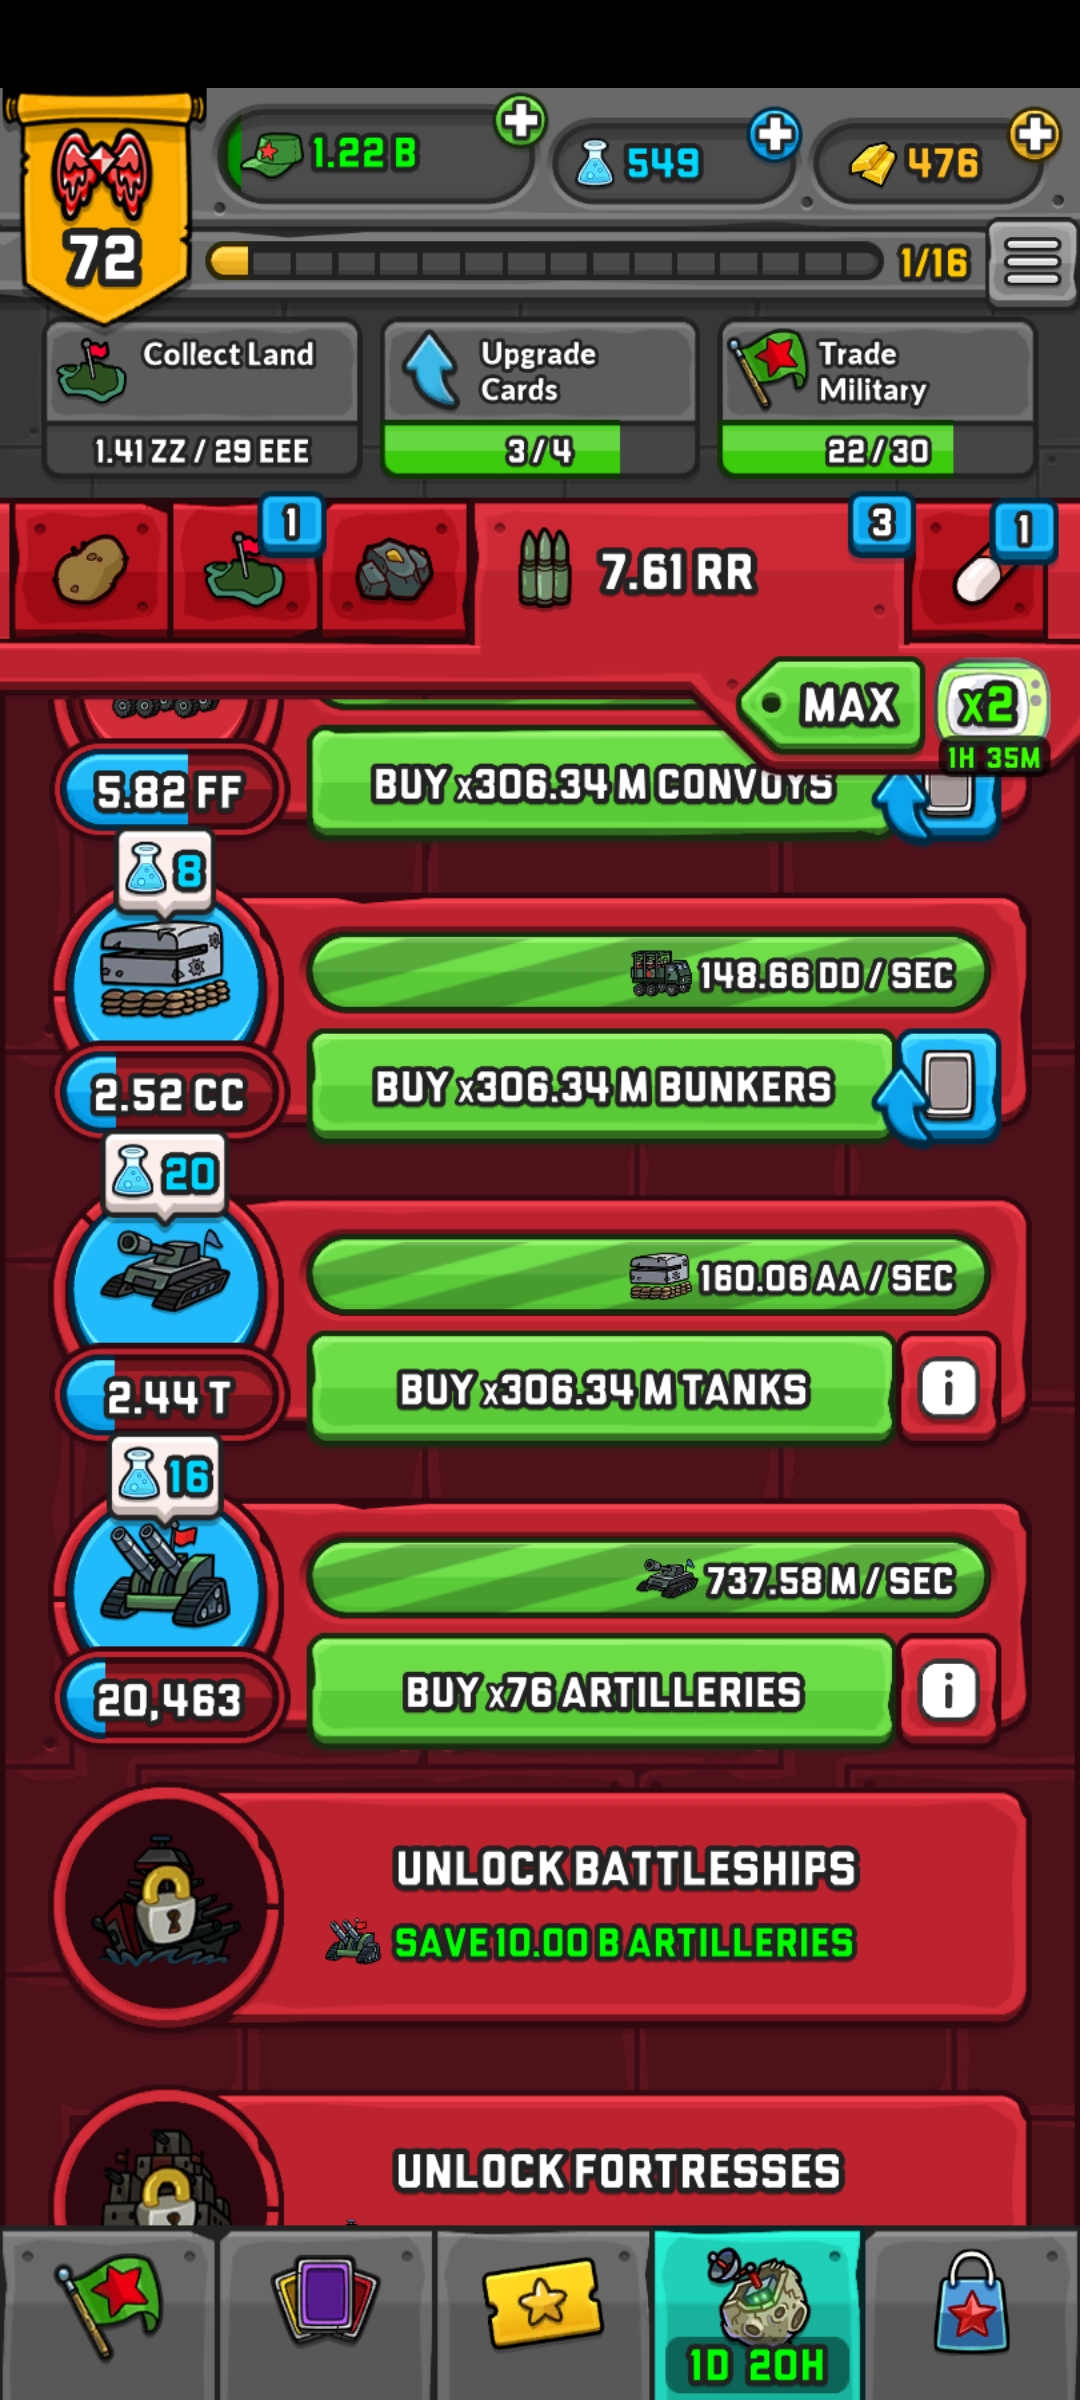 1.22 B
549
476
72
1/16
Collect Land
1.41 ZZ / 29 EEE
Upgrade
Cards
3/4
Trade
Military
22/30
1
7.61 RR
3
1
MAX
x2
1H 35M
5.82 FF
BUY x306.34 M CONVOYS
8
148.66 DD / SEC
2.52 CC
BUY x306.34 M BUNKERS
20
160.06 AA / SEC
2.44 T
BUY x306.34 M TANKS
i
16
737.58 M / SEC
20,463
BUY x76 ARTILLERIES
i
UNLOCK BATTLESHIPS
SAVE 10.00 B ARTILLERIES
UNLOCK FORTRESSES
1D 20H